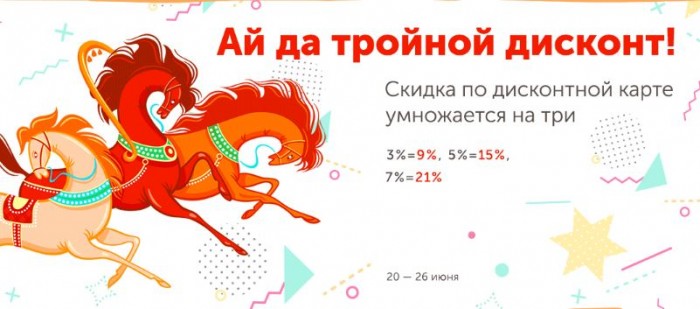 Ай да тройной дисконт!
Скидка по дисконтной карте
умножается на три
3%=9%, 5%=15%,
7%=21%
20 — 26 июня